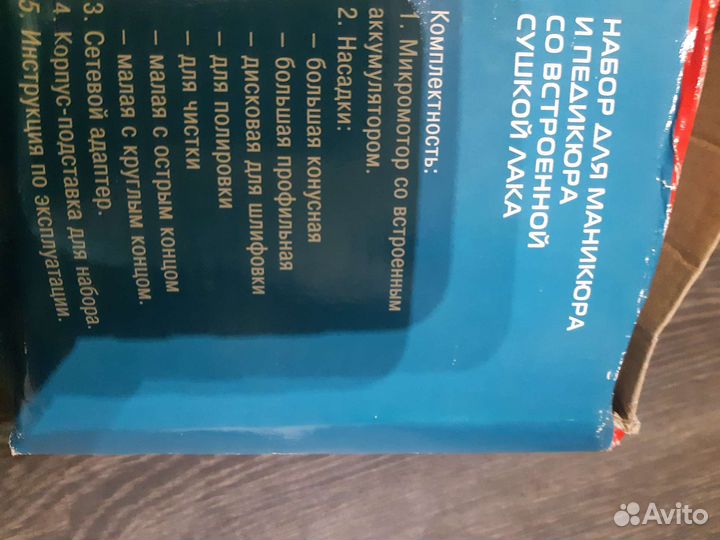 НАБОР ДЛЯ МАНИКЮРА
И ПЕДИКЮРА
СО ВСТРОЕННОЙ
СУШКОЙ ЛАКА
Комплектность:
1. Микромотор со встроенным
аккумулятором.
2. Насадки:
– большая конусная
– большая профильная
– дисковая для шлифовки
– для полировки
– для чистки
– малая с острым концом
– малая с круглым концом.
3. Сетевой адаптер.
4. Корпус-подставка для набора.
5. Инструкция по эксплуатации.
Avito